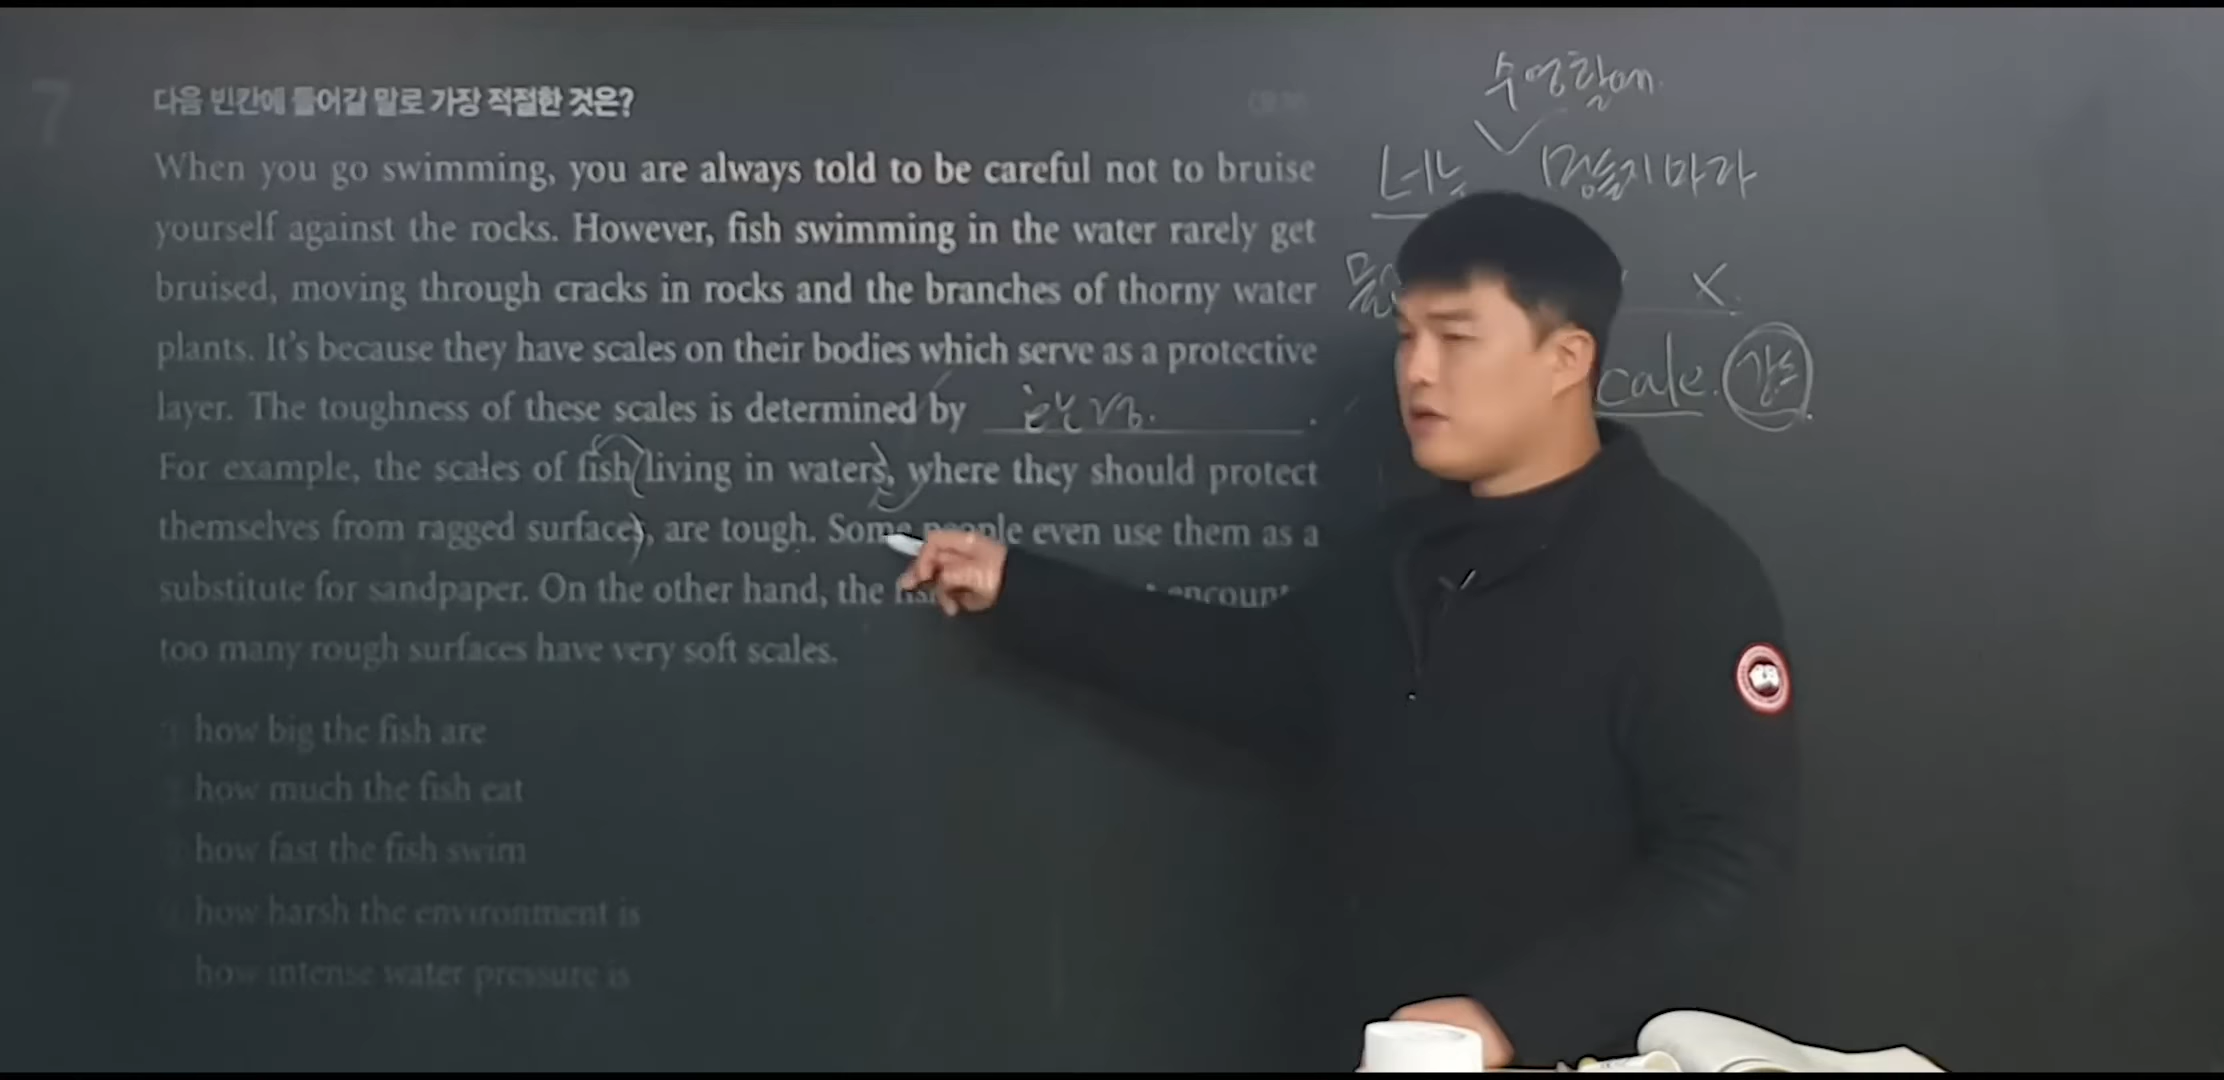 7
다음 빈칸에 들어갈 말로 가장 적절한 것은?
When you go swimming, you are always told to be careful not to bruise
yourself against the rocks. However, fish swimming in the water rarely get
bruised, moving through cracks in rocks and the branches of thorny water
plants. It's because they have scales on their bodies which serve as a protective
layer. The toughness of these scales is determined by 환경.
For example, the scales of fish (living in waters), where they should protect
themselves from ragged surfaces), are tough. Some people even use them as a
substitute for sandpaper. On the other hand, the encount
too many rough surfaces have very soft scales.
how big the fish are
how much the fish eat
how fast the fish swim
how harsh the environment is
how intense water pressure is
수영할때.
너는 멍들지마라
물 X.
cale. 강도.